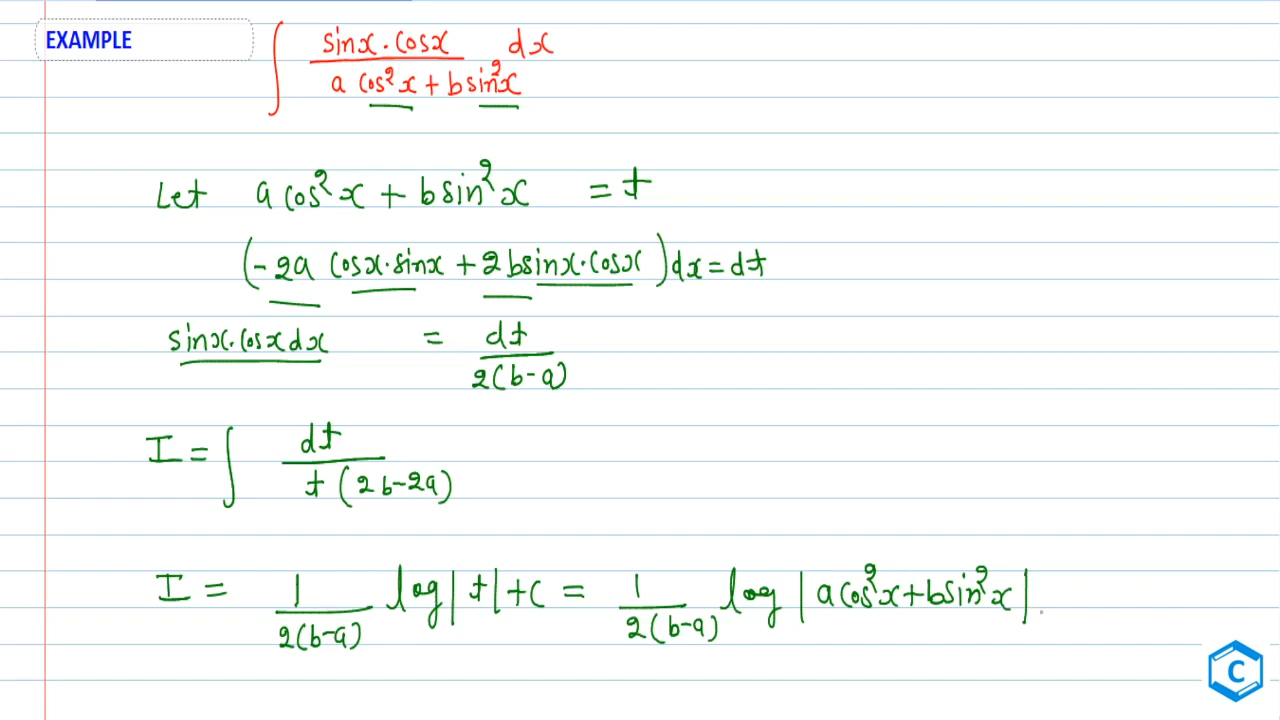 EXAMPLE ∫ sinx·cosx / (a cos²x + b sin²x) dx
Let a cos²x + b sin²x = t
(-2a cosx·sinx + 2b sinx·cosx) dx = dt
sinx·cosx dx = dt / 2(b-a)
I = ∫ dt / t(2b-2a)
I = 1 / 2(b-a) log|t| + c = 1 / 2(b-a) log|a cos²x + b sin²x|
C